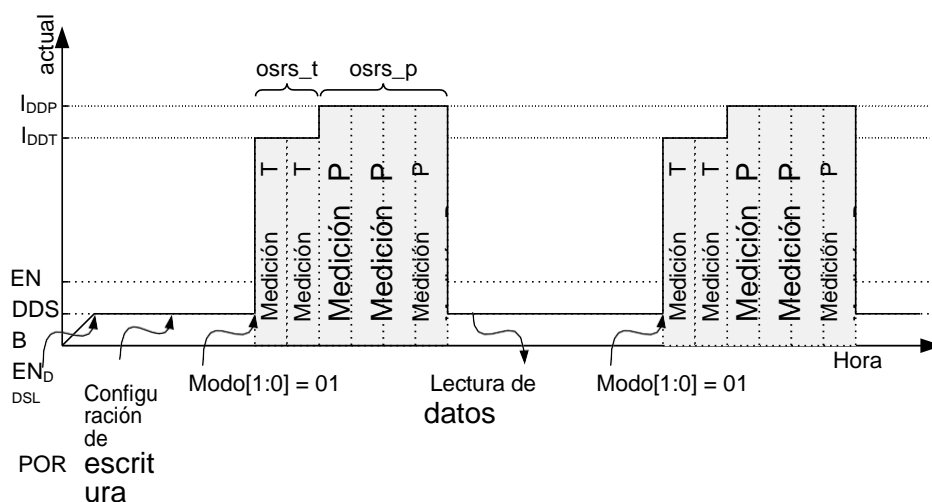 actual
osrs_t
osrs_p
IDDP
IDDT
Medición T
Medición T
Medición P
Medición P
Medición P
Medición T
Medición T
Medición P
Medición P
Medición P
EN
DDS
B
EN D
DSL
POR
Hora
Configu
ración
de
escrit
ura
Modo[1:0] = 01
Lectura de
datos
Modo[1:0] = 01